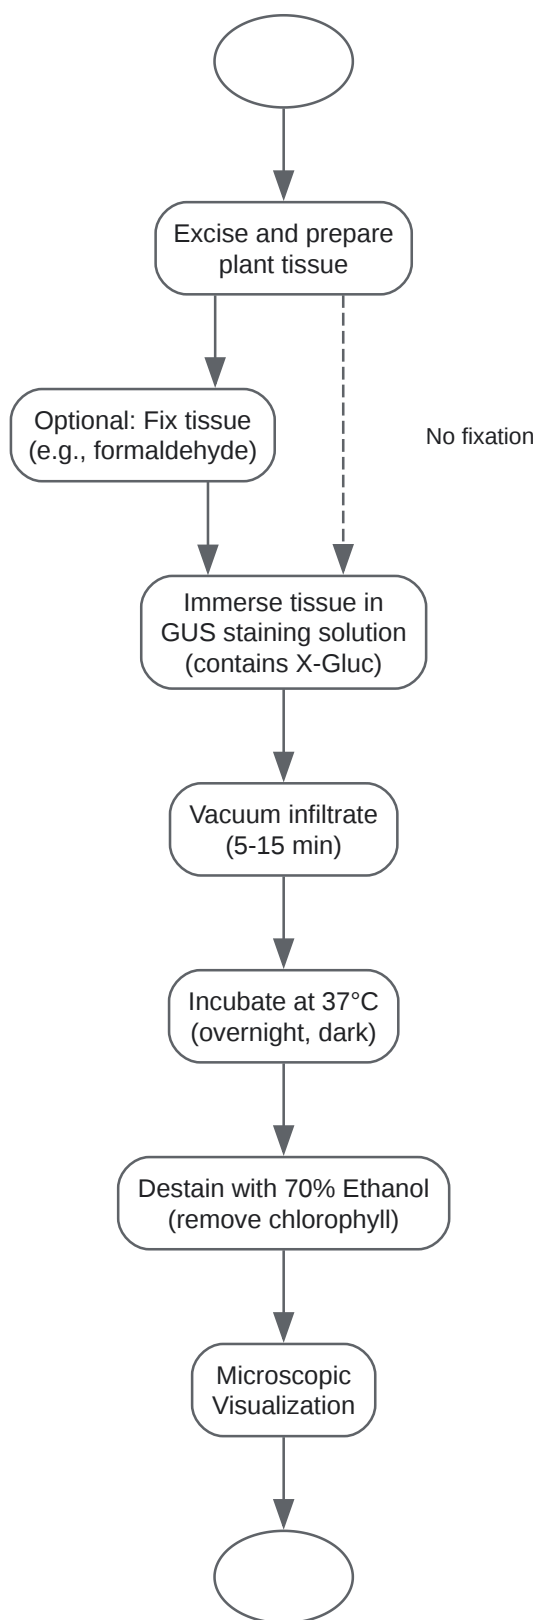 Excise and prepare
plant tissue
Optional: Fix tissue
(e.g., formaldehyde)
No fixation
Immerse tissue in
GUS staining solution
(contains X-Gluc)
Vacuum infiltrate
(5-15 min)
Incubate at 37°C
(overnight, dark)
Destain with 70% Ethanol
(remove chlorophyll)
Microscopic
Visualization